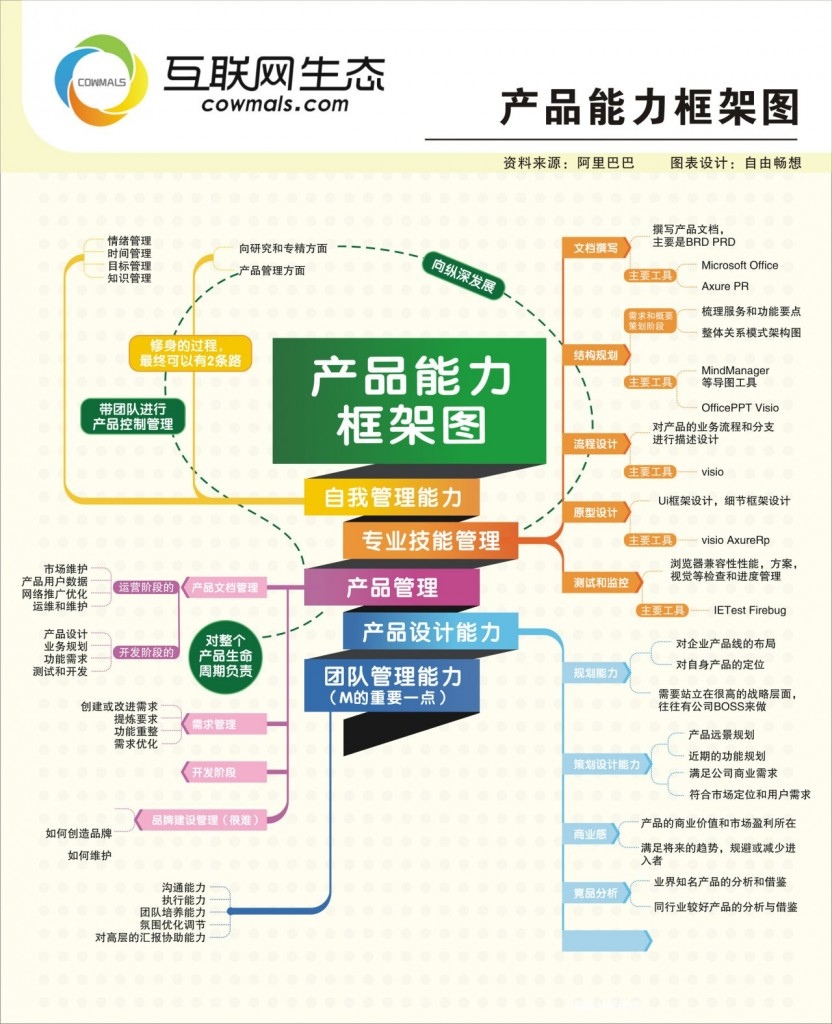 COWMALS
互联网生态
cowmals.com
产品能力框架图
资料来源：阿里巴巴 图表设计：自由畅想
情绪管理
时间管理
目标管理
知识管理
向研究和专精方面
产品管理方面
向纵深发展
修身的过程，
最终可以有2条路
带团队进行
产品控制管理
产品能力
框架图
自我管理能力
专业技能管理
产品管理
产品设计能力
团队管理能力
（M的重要一点）
文档撰写
撰写产品文档，
主要是BRD PRD
主要工具
Microsoft Office
Axure PR
结构规划
需求和概要
策划阶段
梳理服务和功能要点
整体关系模式架构图
主要工具
MindManager
等导图工具
OfficePPT Visio
流程设计
对产品的业务流程和分支
进行描述设计
主要工具
visio
原型设计
Ui框架设计，细节框架设计
主要工具
visio AxureRp
测试和监控
浏览器兼容性性能，方案，
视觉等检查和进度管理
主要工具
IETest Firebug
产品文档管理
运营阶段的
市场维护
产品用户数据
网络推广优化
运维和维护
开发阶段的
产品设计
业务规划
功能需求
测试和开发
对整个
产品生命
周期负责
需求管理
创建或改进需求
提炼要求
功能重整
需求优化
开发阶段
品牌建设管理（很难）
如何创造品牌
如何维护
沟通能力
执行能力
团队培养能力
氛围优化调节
对高层的汇报协助能力
规划能力
对企业产品线的布局
对自身产品的定位
需要站立在很高的战略层面，
往往有公司BOSS来做
策划设计能力
产品远景规划
近期的功能规划
满足公司商业需求
符合市场定位和用户需求
商业感
产品的商业价值和市场盈利所在
满足将来的趋势，规避或减少进
入者
竞品分析
业界知名产品的分析和借鉴
同行业较好产品的分析与借鉴